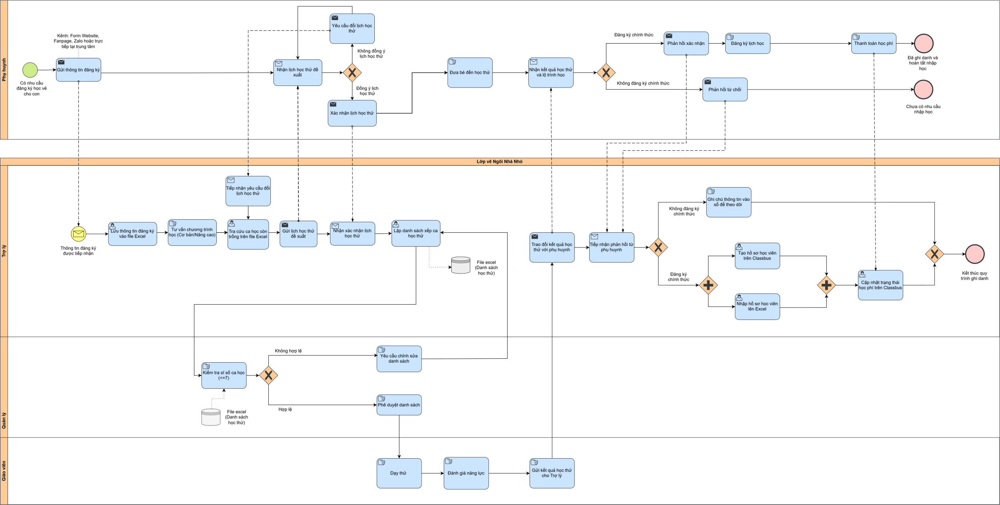 Phụ huynh
Kênh: Form Website,
Fanpage, Zalo hoặc trực
tiếp tại trung tâm
Gửi thông tin đăng ký
Có nhu cầu
đăng ký học vẽ
cho con
Yêu cầu đổi lịch học
thử
Không đồng ý
lịch học thử
Nhận lịch học thử đề
xuất
Đồng ý lịch
học thử
Xác nhận lịch học thử
Đưa bé đến học thử
Nhận kết quả học thử
và lộ trình học
Đăng ký chính thức
Không đăng ký chính thức
Phản hồi xác nhận
Đăng ký lịch học
Thanh toán học phí
Đã ghi danh và
hoàn tất nhập
học
Phản hồi từ chối
Chưa có nhu cầu
nhập học
Lớp vẽ Ngôi Nhà Nhỏ
Trợ lý
Thông tin đăng ký
được tiếp nhận
Lưu thông tin đăng ký
vào file Excel
Tư vấn chương trình
học (Cơ bản/Nâng cao)
Tiếp nhận yêu cầu đổi
lịch học thử
Tra cứu ca học còn
trống trên file Excel
Gửi lịch học thử
đề xuất
Nhận xác nhận lịch
học thử
Lập danh sách xếp ca
học thử
File excel
(Danh sách
học thử)
Trao đổi kết quả học
thử với phụ huynh
Tiếp nhận phản hồi từ
phụ huynh
Không đăng ký
chính thức
Ghi chú thông tin vào
sổ để theo dõi
Đăng ký
chính thức
Tạo hồ sơ học viên
trên Classbus
Nhập hồ sơ học viên
lên Excel
Cập nhật trạng thái
học phí trên Classbus
Kết thúc quy
trình ghi danh
Quản lý
Kiểm tra sĩ số ca học
(<=7)
File excel
(Danh sách
học thử)
Không hợp lệ
Hợp lệ
Yêu cầu chỉnh sửa
danh sách
Phê duyệt danh sách
Giáo viên
Dạy thử
Đánh giá năng lực
Gửi kết quả học thử
cho Trợ lý